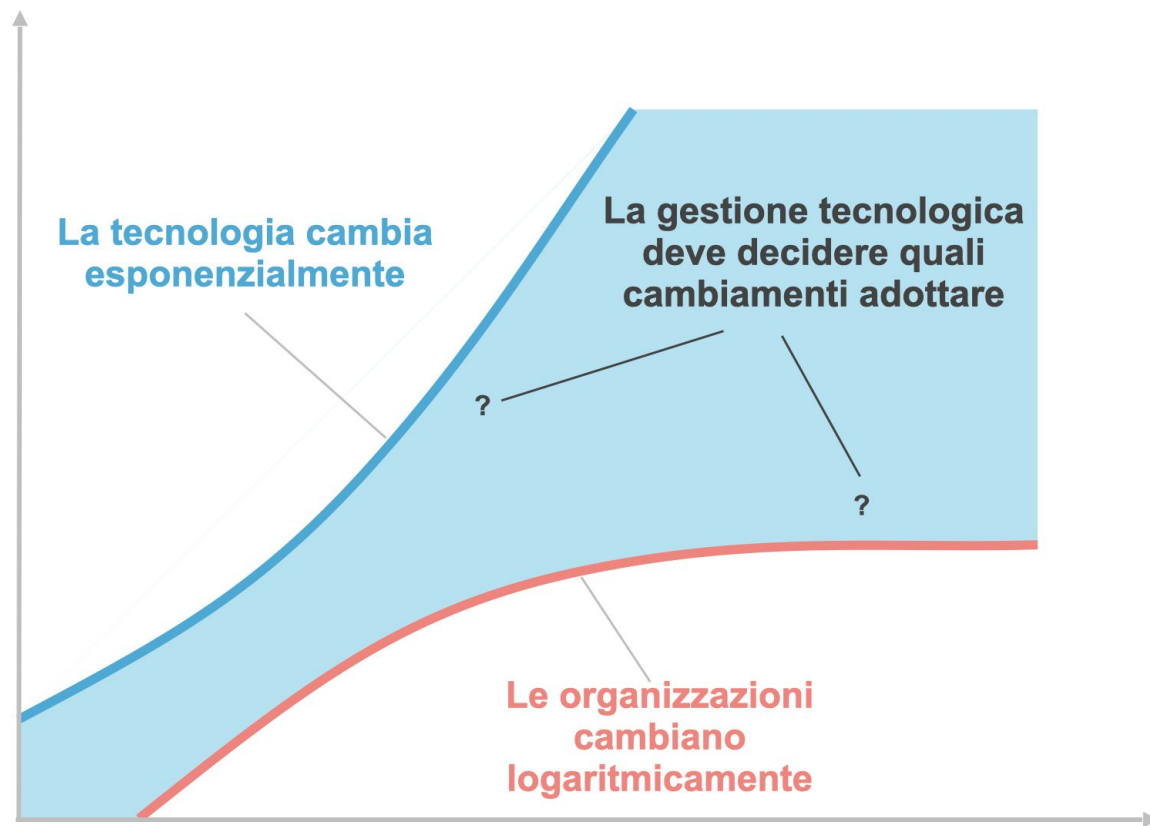 La tecnologia cambia
esponenzialmente
La gestione tecnologica
deve decidere quali
cambiamenti adottare
?
?
Le organizzazioni
cambiano
logaritmicamente